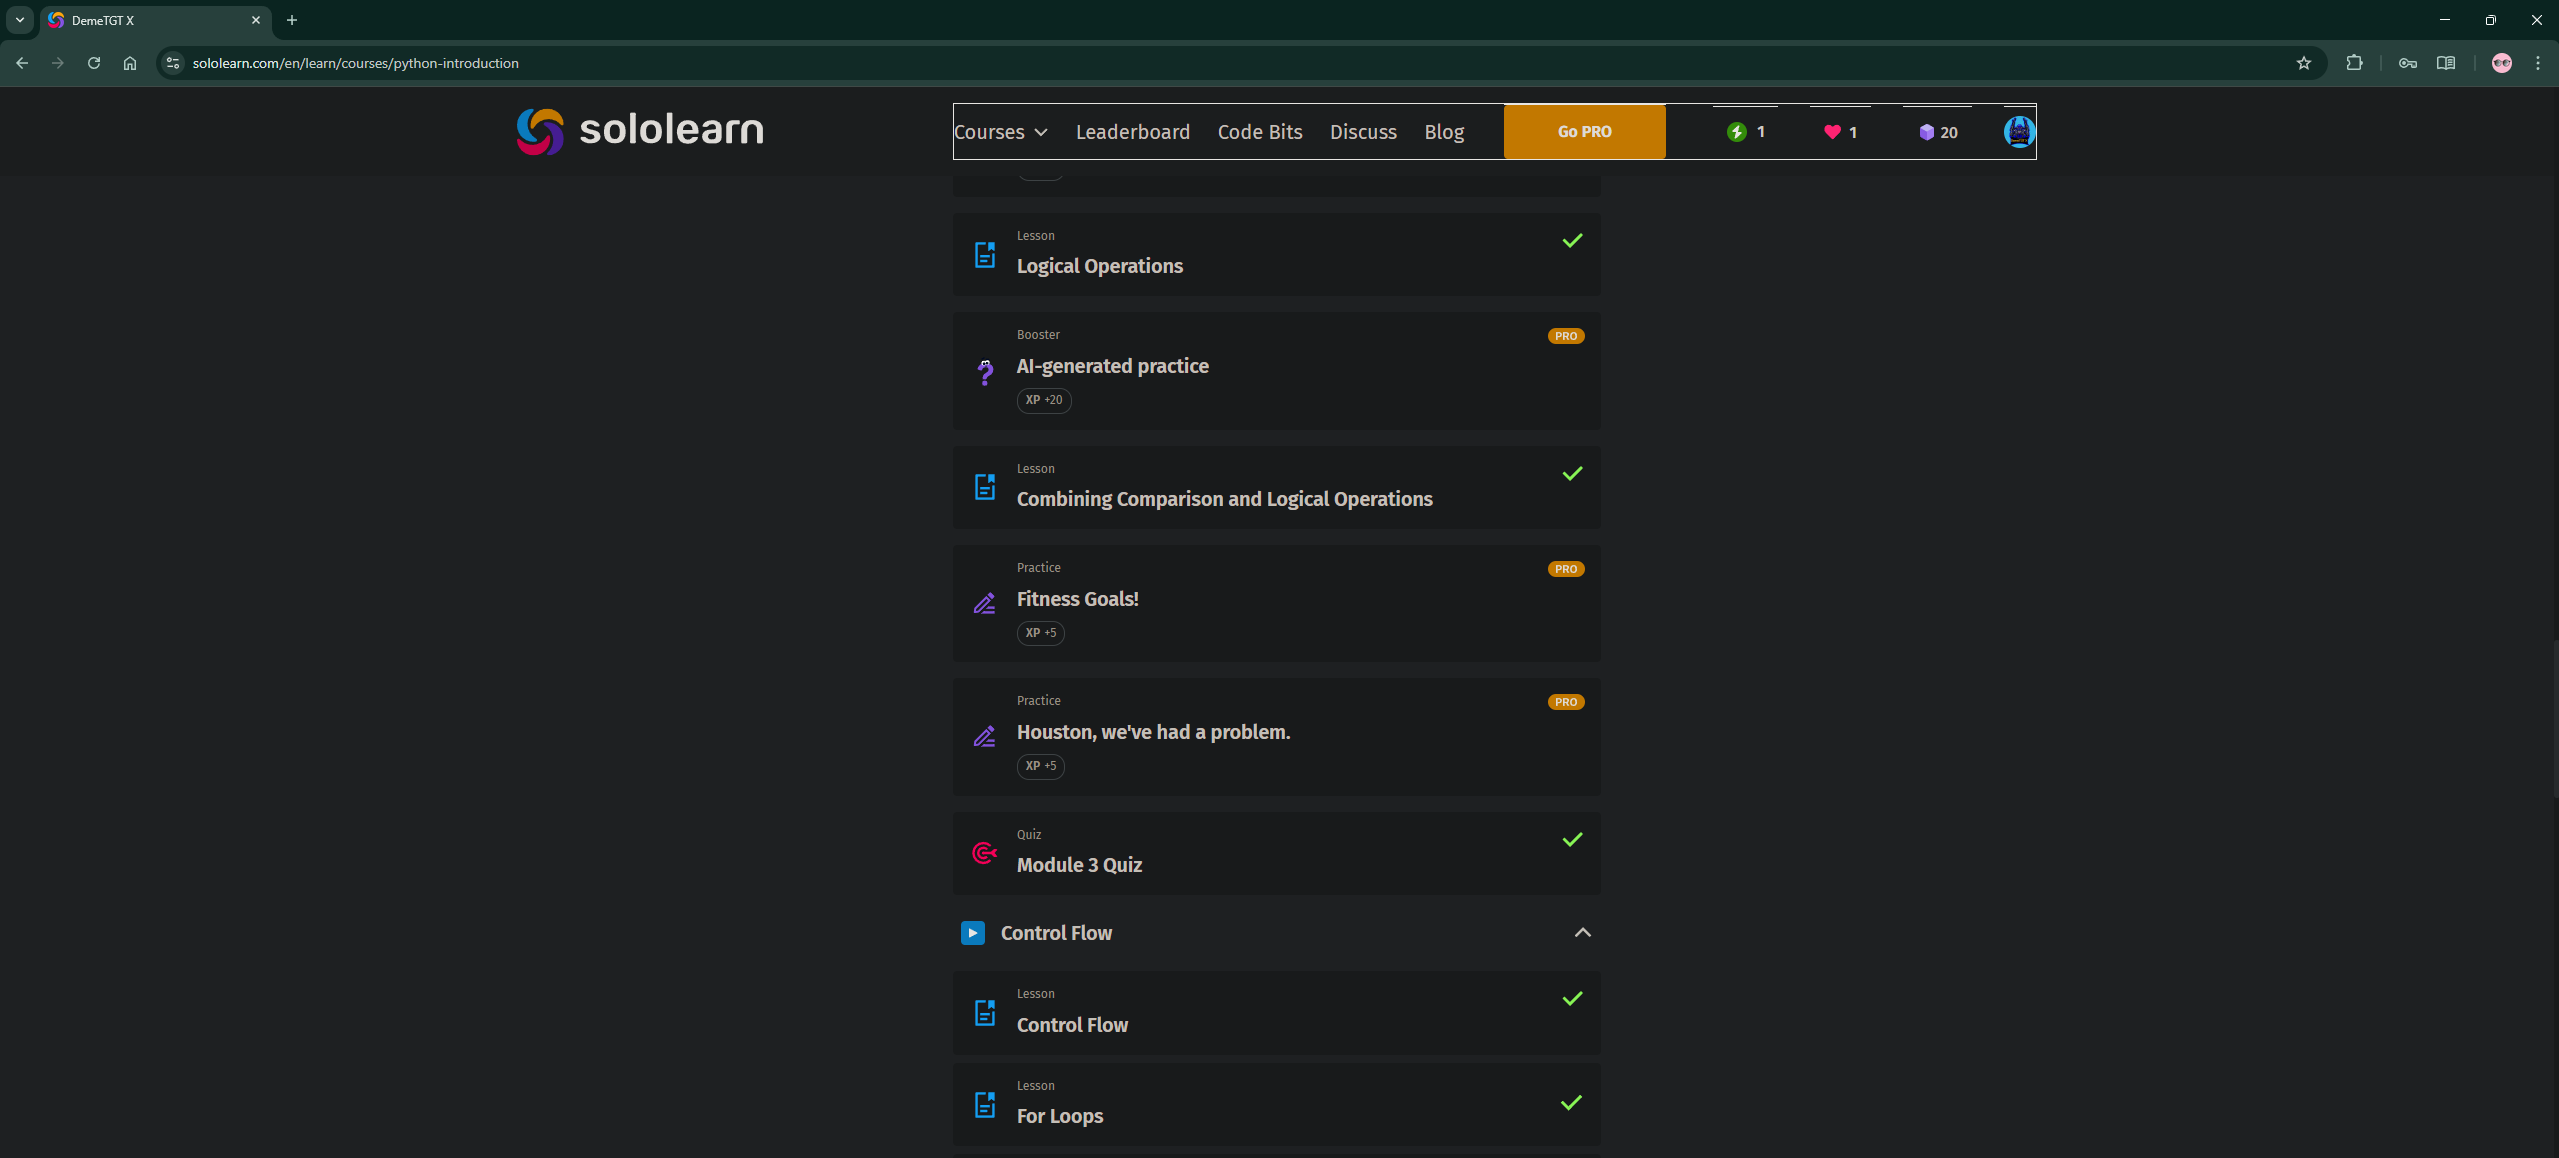 DemeTGT X
sololearn.com/en/learn/courses/python-introduction
sololearn
Courses Leaderboard Code Bits Discuss Blog Go PRO 1 1 20
Lesson
Logical Operations
Booster
PRO
AI-generated practice
XP +20
Lesson
Combining Comparison and Logical Operations
Practice
PRO
Fitness Goals!
XP +5
Practice
PRO
Houston, we've had a problem.
XP +5
Quiz
Module 3 Quiz
Control Flow
Lesson
Control Flow
Lesson
For Loops